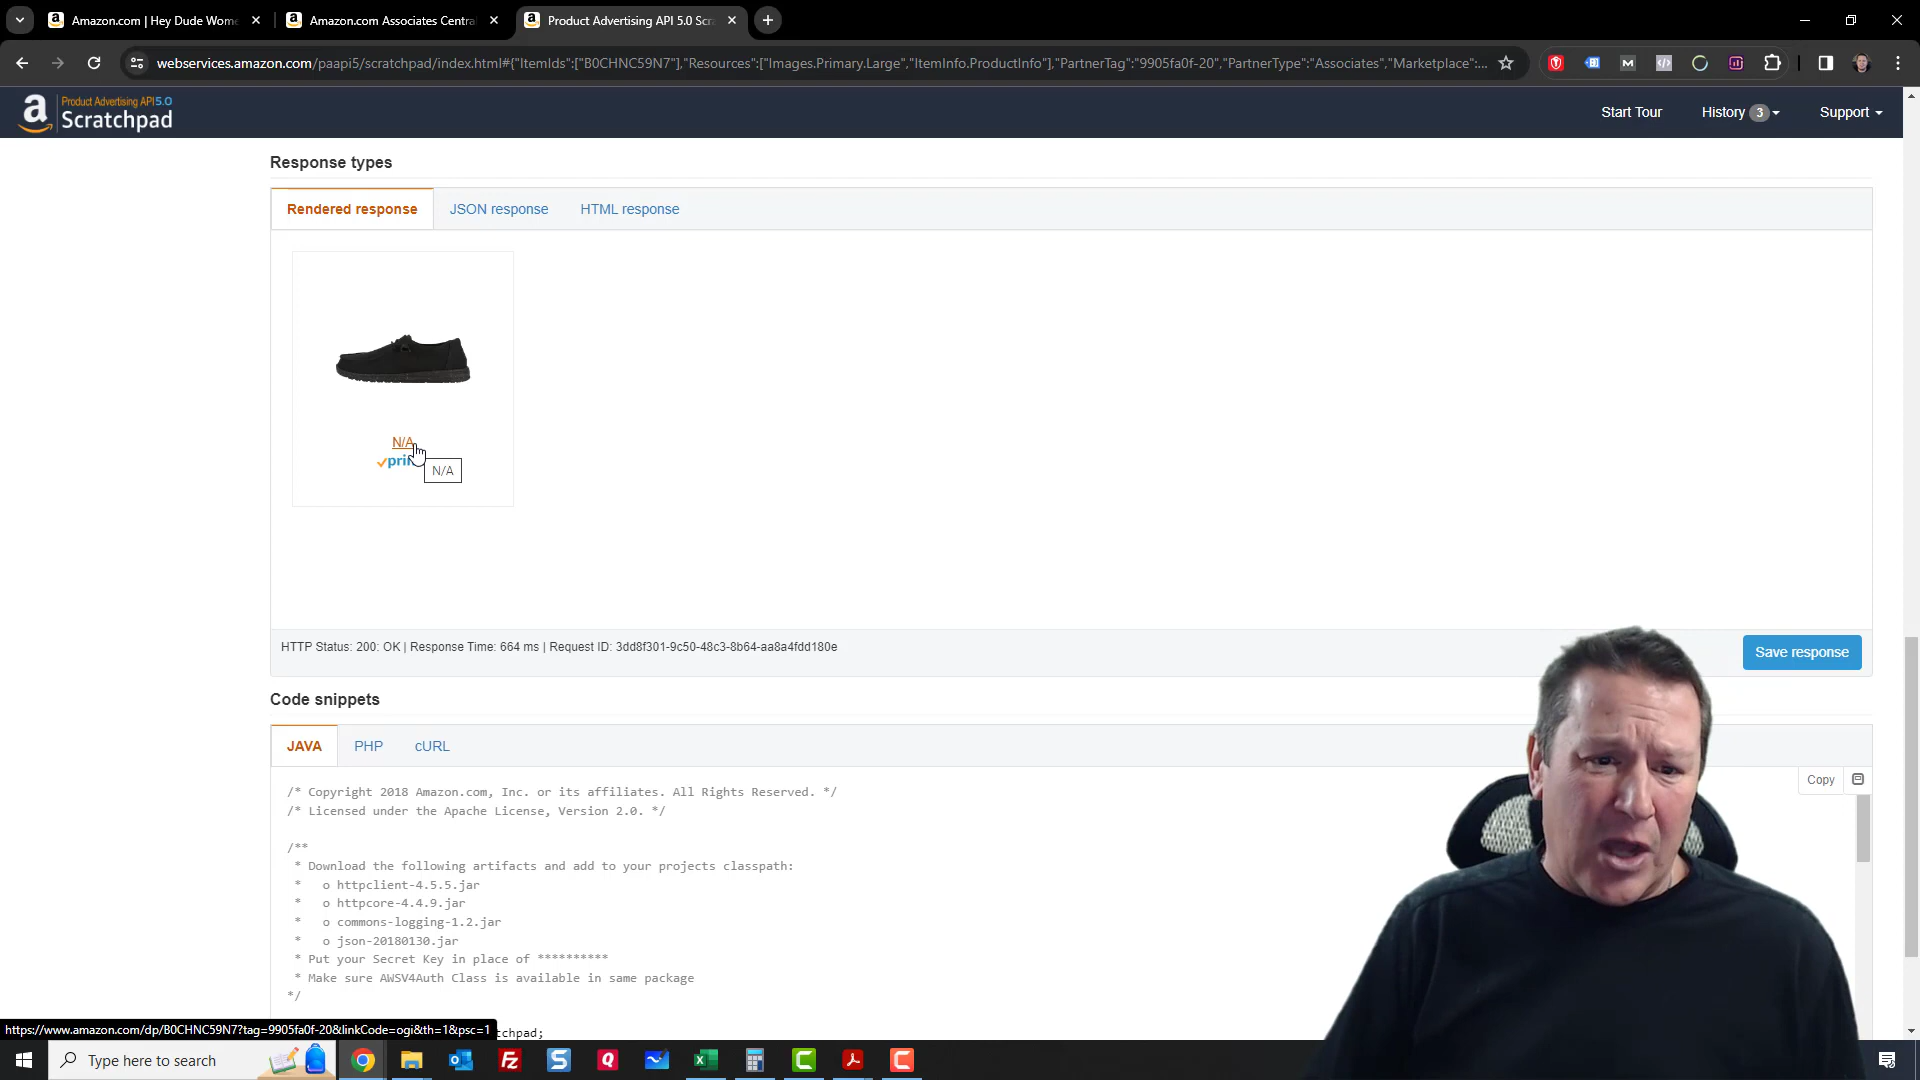 Amazon.com | Hey Dude Wome
Amazon.com Associates Centra
Product Advertising API 5.0 Scra
webservices.amazon.com/paapi5/scratchpad/index.html#{"ItemIds":["B0CHNC59N7"],"Resources":["Images.Primary.Large","ItemInfo.ProductInfo"],"PartnerTag":"9905fa0f-20","PartnerType":"Associates","Marketplace":...
Product Advertising API 5.0
Scratchpad
Start Tour
History 3
Support
Response types
Rendered response
JSON response
HTML response
N/A
prim
N/A
HTTP Status: 200: OK | Response Time: 664 ms | Request ID: 3dd8f301-9c50-48c3-8b64-aa8a4fdd180e
Save response
Code snippets
JAVA
PHP
cURL
Copy
/* Copyright 2018 Amazon.com, Inc. or its affiliates. All Rights Reserved. */
/* Licensed under the Apache License, Version 2.0. */
/**
* Download the following artifacts and add to your projects classpath:
* o httpclient-4.5.5.jar
* o httpcore-4.4.9.jar
* o commons-logging-1.2.jar
* o json-20180130.jar
* Put your Secret Key in place of **********
* Make sure AWSV4Auth Class is available in same package
*/
https://www.amazon.com/dp/B0CHNC59N7?tag=9905fa0f-20&linkCode=ogi&th=1&psc=1
tchpad;
Type here to search